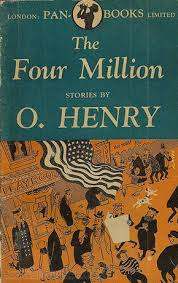 LONDON: PAN-BOOKS LIMITED
The
Four Million
STORIES BY
O. HENRY